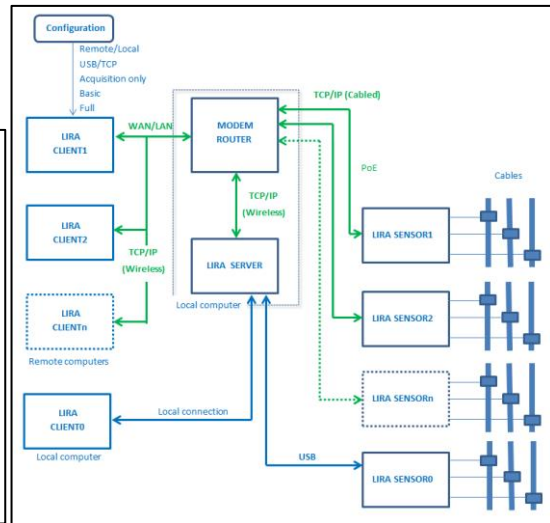 Configuration
Remote/Local
USB/TCP
Acquisition only
Basic
Full
LIRA
CLIENT1
WAN/LAN
MODEM
ROUTER
TCP/IP (Cabled)
PoE
Cables
LIRA
CLIENT2
TCP/IP
(Wireless)
TCP/IP
(Wireless)
LIRA SENSOR1
LIRA SERVER
Local computer
LIRA
CLIENTn
Remote computers
LIRA SENSOR2
LIRA SENSORn
LIRA
CLIENT0
Local computer
Local connection
USB
LIRA SENSOR0